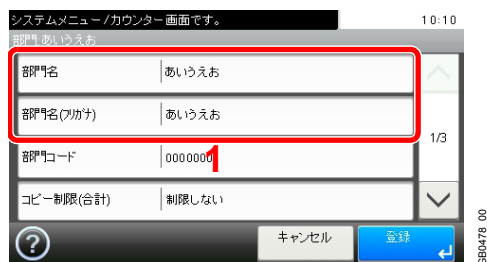 システムメニュー/カウンター画面です。 10:10
部門:あいうえお
部門名 あいうえお
部門名(フリガナ) あいうえお
1/3
部門コード 0000000
1
コピー制限(合計) 制限しない
? キャンセル 登録
GB0478 00